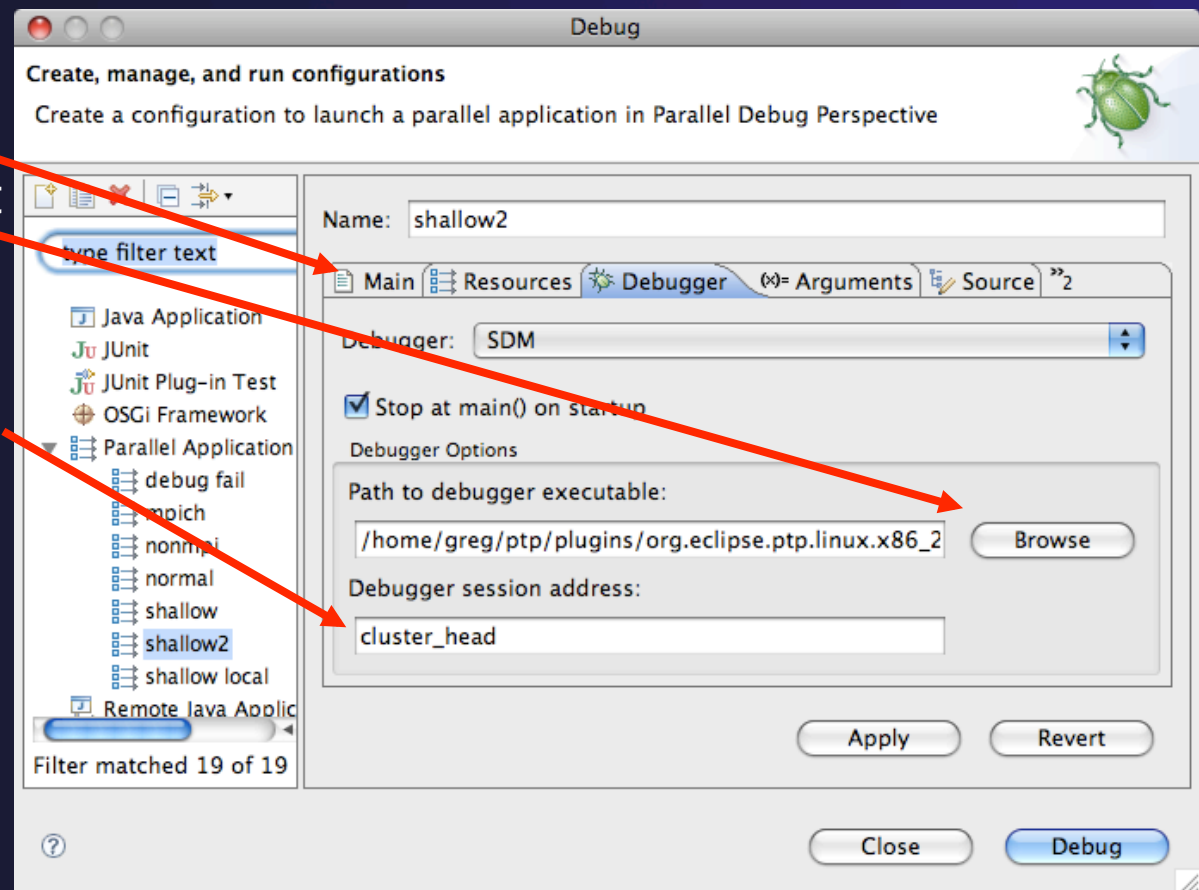 Debug
Create, manage, and run configurations
Create a configuration to launch a parallel application in Parallel Debug Perspective
type filter text
Java Application
JUnit
JUnit Plug-in Test
OSGi Framework
Parallel Application
debug fail
mpich
nonmpi
normal
shallow
shallow2
shallow local
Remote Java Applic
Filter matched 19 of 19
Name: shallow2
Main Resources Debugger (x)= Arguments Source »2
Debugger: SDM
Stop at main() on startup
Debugger Options
Path to debugger executable:
/home/greg/ptp/plugins/org.eclipse.ptp.linux.x86_2 Browse
Debugger session address:
cluster_head
Apply Revert
? Close Debug